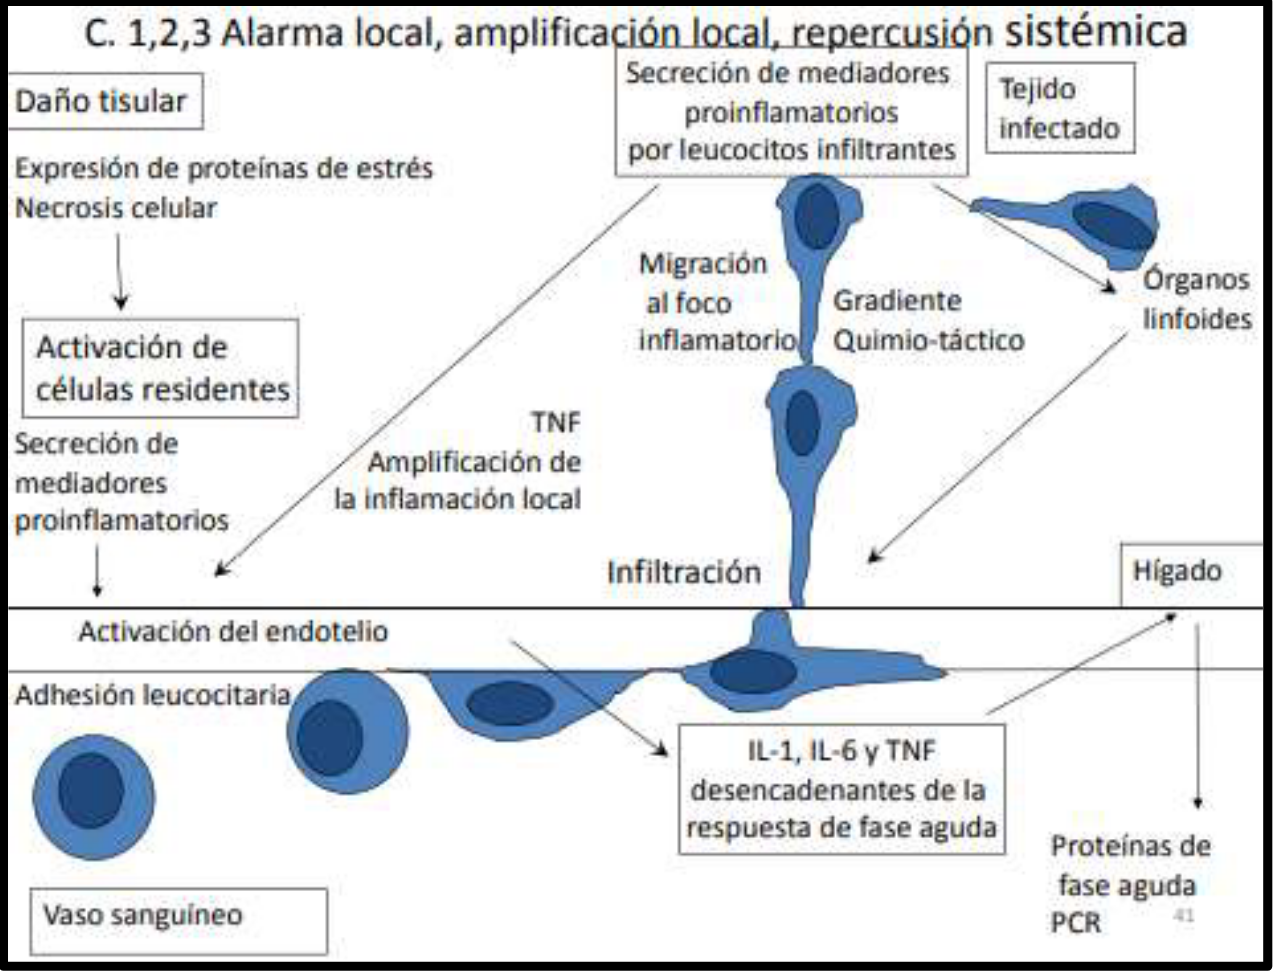 C. 1,2,3 Alarma local, amplificación local, repercusión sistémica
Daño tisular
Expresión de proteínas de estrés
Necrosis celular
Activación de
células residentes
Secreción de
mediadores
proinflamatorios
Secreción de mediadores
proinflamatorios
por leucocitos infiltrantes
Tejido
infectado
Migración
al foco
inflamatorio
Gradiente
Quimio-táctico
Órganos
linfoides
TNF
Amplificación de
la inflamación local
Infiltración
Hígado
Activación del endotelio
Adhesión leucocitaria
IL-1, IL-6 y TNF
desencadenantes de la
respuesta de fase aguda
Proteínas de
fase aguda
PCR
41
Vaso sanguíneo